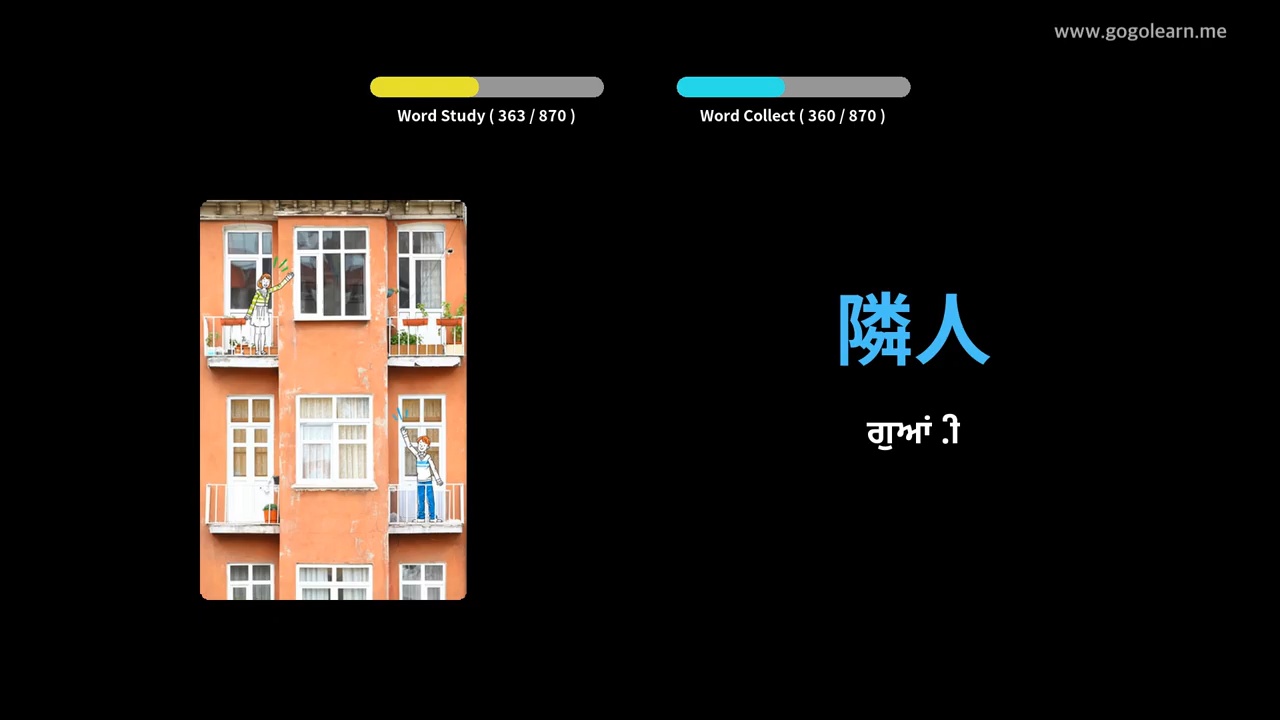 www.gogolearn.me
Word Study ( 363 / 870 )
Word Collect ( 360 / 870 )
隣人
ਗੁਆਂ .ੀ